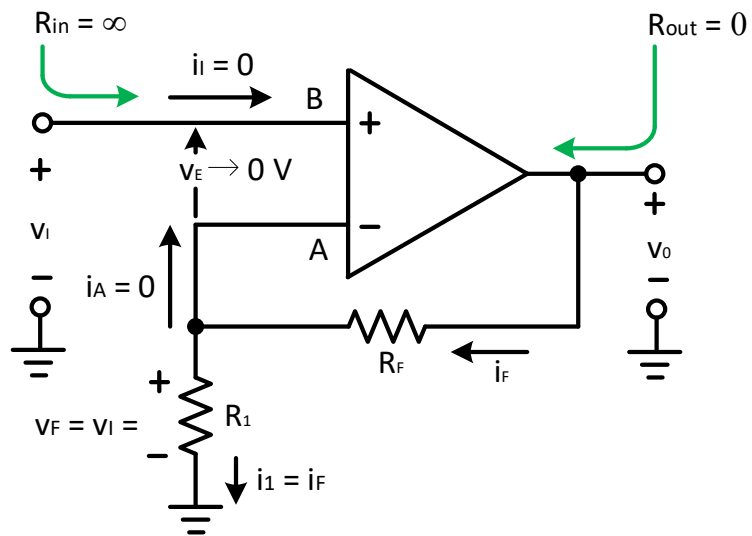 Rin = ∞
Rout = 0
iI = 0
B
+
+
vE → 0 V
+
−
vI
A
v0
−
−
iA = 0
RF
iF
+
vF = vI =
R1
−
i1 = iF